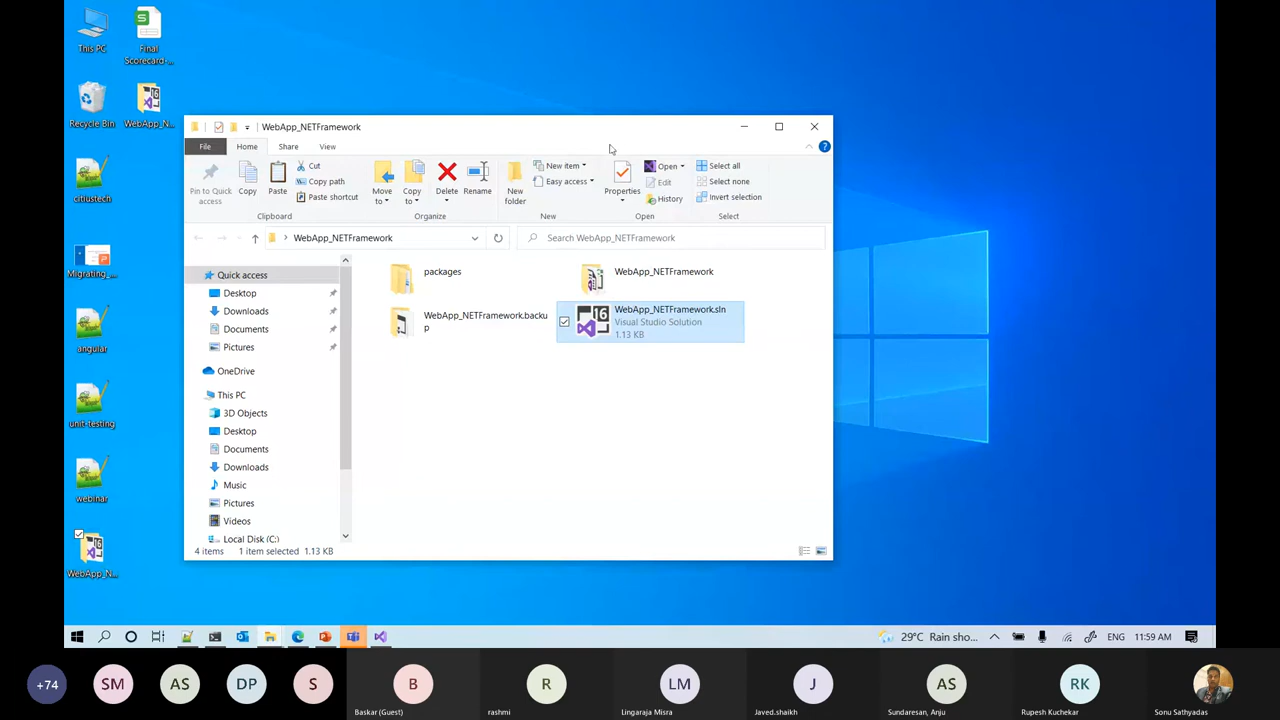 This PC
Final
Scorecard-...
Recycle Bin
WebApp_N...
citiustech
Migrating_...
angular
unit-testing
webinar
WebApp_N...
WebApp_NETFramework
File
Home
Share
View
Pin to Quick
access
Copy
Paste
Cut
Copy path
Paste shortcut
Clipboard
Move
to
Copy
to
Delete
Rename
Organize
New
folder
New item
Easy access
New
Properties
Open
Edit
History
Open
Select all
Select none
Invert selection
Select
WebApp_NETFramework
Search WebApp_NETFramework
Quick access
Desktop
Downloads
Documents
Pictures
OneDrive
This PC
3D Objects
Desktop
Documents
Downloads
Music
Pictures
Videos
Local Disk (C:)
packages
WebApp_NETFramework
WebApp_NETFramework.backu
p
16
WebApp_NETFramework.sln
Visual Studio Solution
1.13 KB
4 items
1 item selected 1.13 KB
29°C Rain sho...
ENG
11:59 AM
+74
SM
AS
DP
S
B
Baskar (Guest)
R
rashmi
LM
Lingaraja Misra
J
Javed.shaikh
AS
Sundaresan, Anju
RK
Rupesh Kuchekar
Sonu Sathyadas